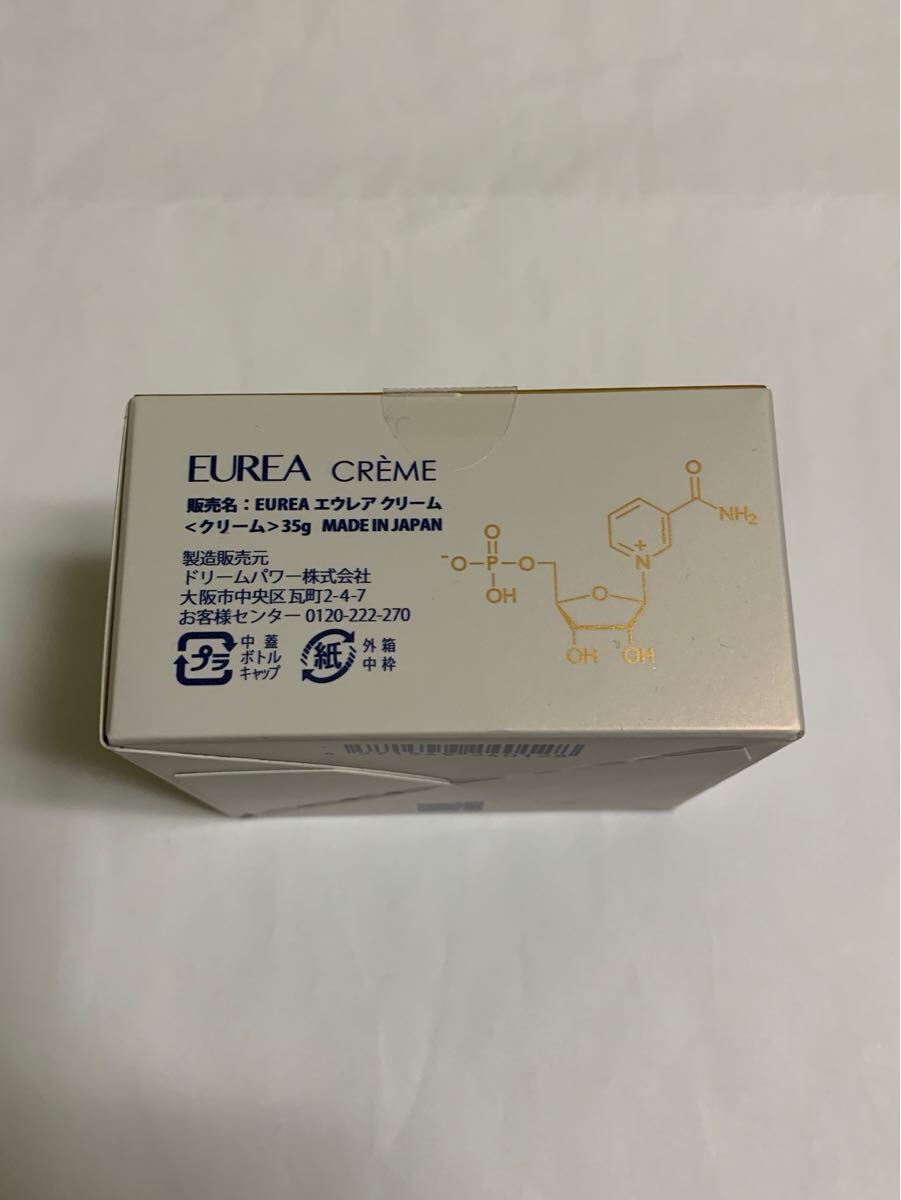 EUREA CRÈME
販売名：EUREA エウレア クリーム
＜クリーム＞35g MADE IN JAPAN
製造販売元
ドリームパワー株式会社
大阪市中央区瓦町2-4-7
お客様センター 0120-222-270
プラ
中蓋
ボトル
キャップ
紙
外箱
中枠
O
NH₂
N
+
O
-O
P
O
OH
O
OH
OH